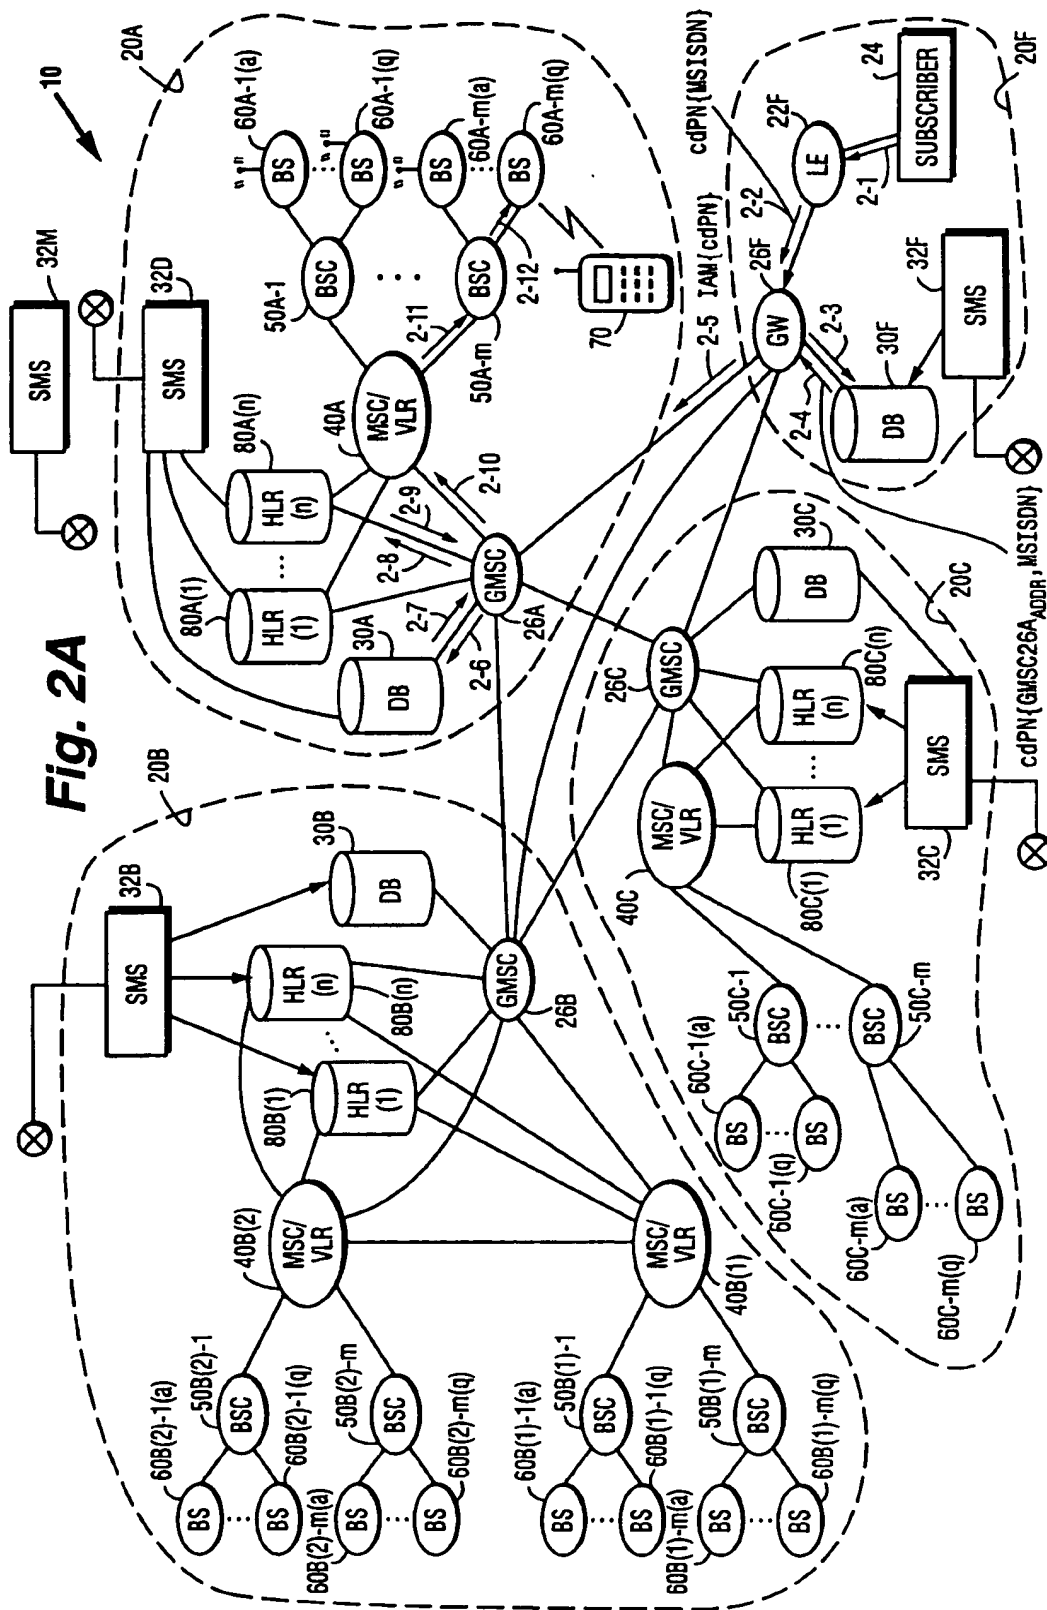 Fig. 2A
10
20A
20B
20C
20F
32M
SMS
32D
SMS
80A(n)
HLR
(n)
80A(1)
HLR
(1)
30A
DB
2-6
2-7
2-8
2-9
2-10
GMSC
26A
40A
MSC/
VLR
2-11
50A-1
BSC
BSC
50A-m
2-12
60A-1(a)
BS
60A-1(q)
BS
60A-m(a)
BS
60A-m(q)
BS
70
2-5 IAM{cdPN}
cdPN{MSISDN}
22F
LE
24
SUBSCRIBER
2-1
2-2
26F
GW
2-3
2-4
30F
DB
32F
SMS
cdPN{GMSC26A ADDR, MSISDN}
32B
SMS
30B
DB
HLR
(n)
80B(n)
80B(1)
HLR
(1)
GMSC
26B
40B(2)
MSC/
VLR
MSC/
VLR
40B(1)
50B(2)-1
BSC
50B(2)-m
BSC
60B(2)-1(a)
BS
60B(2)-1(q)
BS
60B(2)-m(a)
BS
60B(2)-m(q)
BS
50B(1)-1
BSC
50B(1)-m
BSC
60B(1)-1(a)
BS
60B(1)-1(q)
BS
60B(1)-m(a)
BS
60B(1)-m(q)
BS
26C
GMSC
30C
DB
40C
MSC/
VLR
HLR
(n)
80C(n)
HLR
(1)
80C(1)
SMS
32C
50C-1
BSC
BSC
50C-m
60C-1(a)
BS
BS
60C-1(q)
60C-m(a)
BS
BS
60C-m(q)